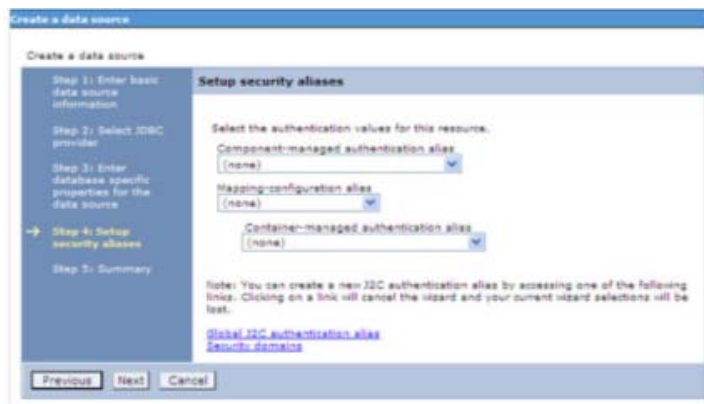 Create a data source
Create a data source
Step 1: Enter basic
data source
information
Step 2: Select JDBC
provider
Step 3: Enter
database specific
properties for the
data source
Step 4: Setup
security aliases
Step 5: Summary
Setup security aliases
Select the authentication values for this resource.
Component-managed authentication alias
(none)
Mapping-configuration alias
(none)
Container-managed authentication alias
(none)
Note: You can create a new J2C authentication alias by accessing one of the following
links. Clicking on a link will cancel the wizard and your current wizard selections will be
lost.
Global J2C authentication alias
Security domains
Previous Next Cancel